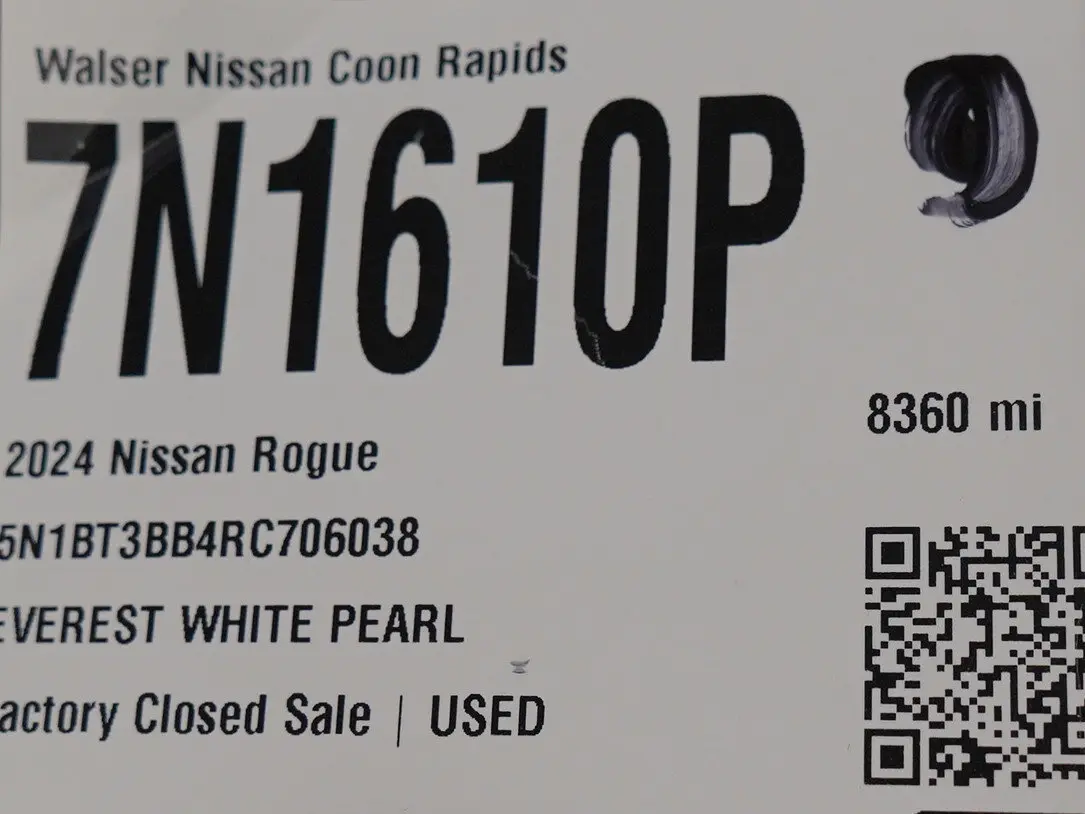 Walser Nissan Coon Rapids
7N1610P
8360 mi
2024 Nissan Rogue
5N1BT3BB4RC706038
EVEREST WHITE PEARL
actory Closed Sale | USED